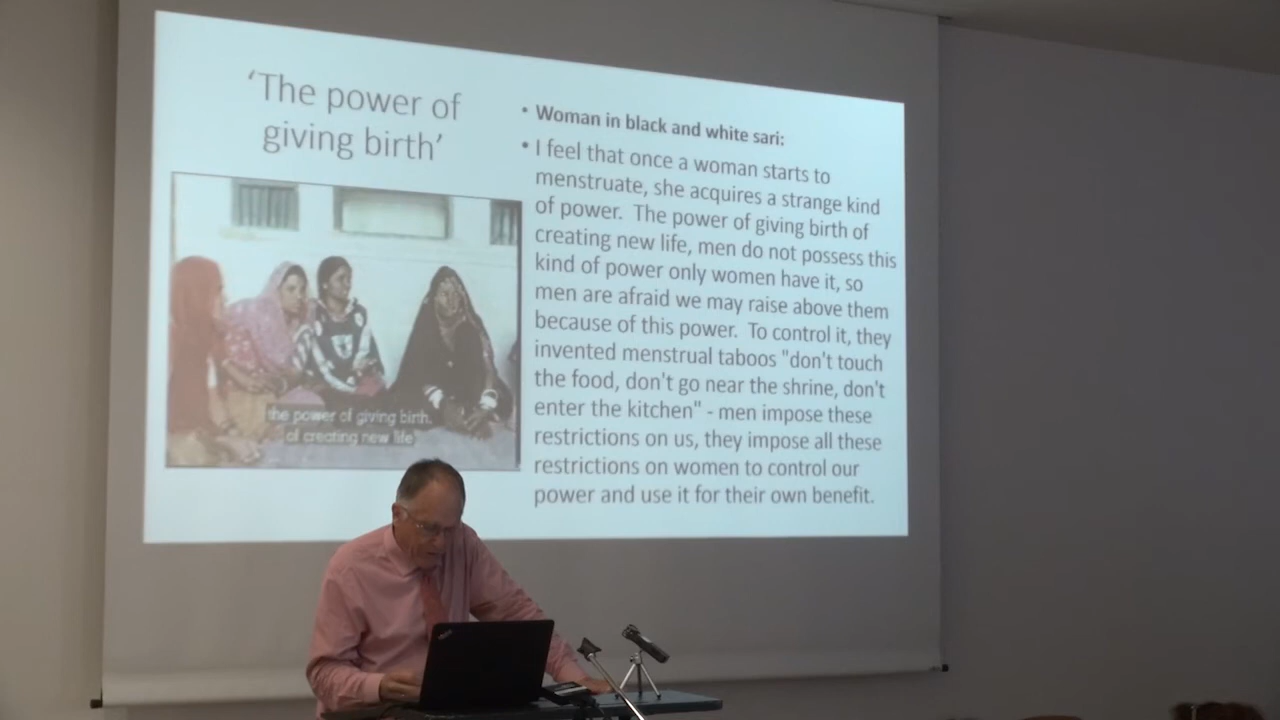 ‘The power of
giving birth’
the power of giving birth.
of creating new life
• Woman in black and white sari:
• I feel that once a woman starts to
menstruate, she acquires a strange kind
of power. The power of giving birth of
creating new life, men do not possess this
kind of power only women have it, so
men are afraid we may raise above them
because of this power. To control it, they
invented menstrual taboos "don't touch
the food, don't go near the shrine, don't
enter the kitchen" - men impose these
restrictions on us, they impose all these
restrictions on women to control our
power and use it for their own benefit.